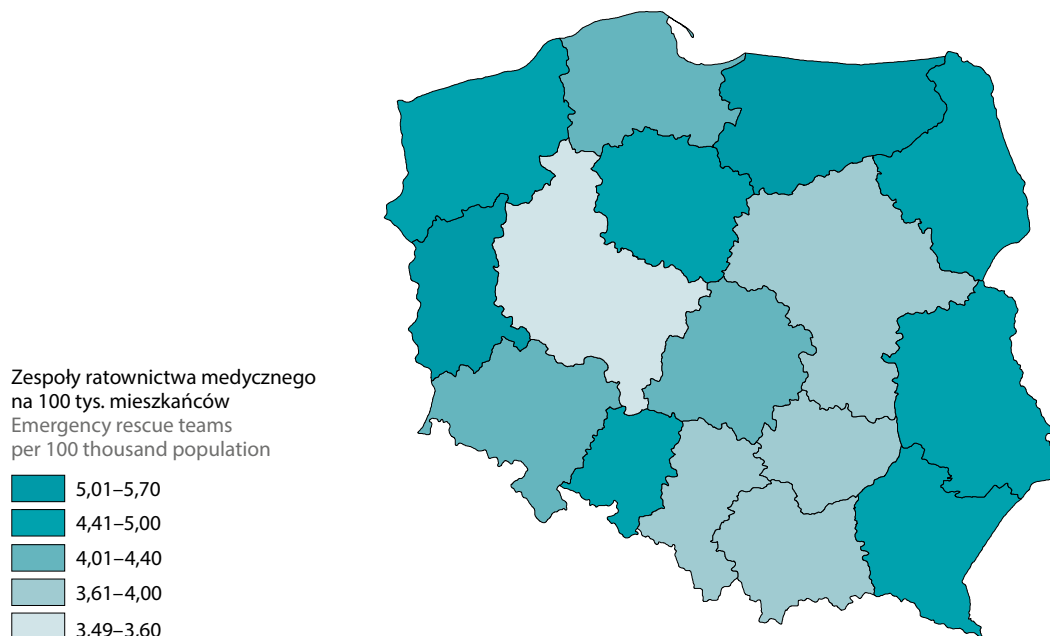 Zespoły ratownictwa medycznego
na 100 tys. mieszkańców
Emergency rescue teams
per 100 thousand population
5,01–5,70
4,41–5,00
4,01–4,40
3,61–4,00
3,49–3,60